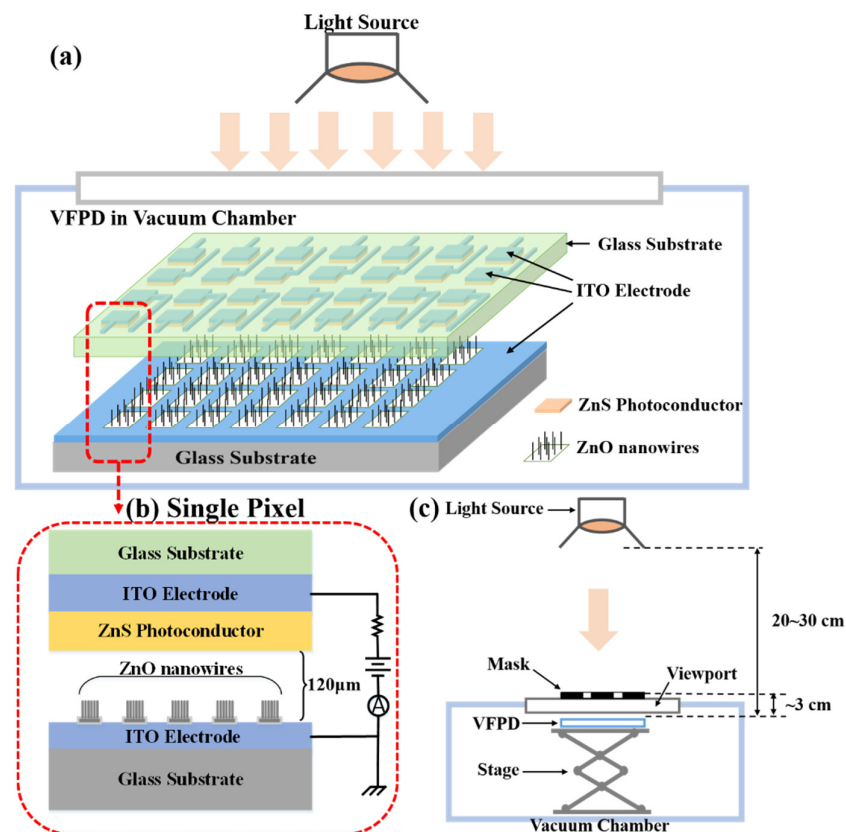 Light Source
(a)
VFPD in Vacuum Chamber
Glass Substrate
ITO Electrode
ZnS Photoconductor
ZnO nanowires
Glass Substrate
(b) Single Pixel
Glass Substrate
ITO Electrode
ZnS Photoconductor
ZnO nanowires
120μm
A
ITO Electrode
Glass Substrate
(c)
Light Source
20~30 cm
Mask
Viewport
~3 cm
VFPD
Stage
Vacuum Chamber